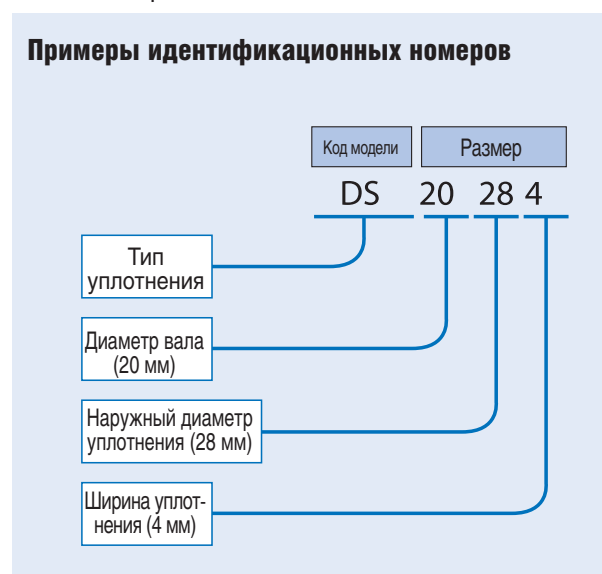 Примеры идентификационных номеров
Код модели Размер
DS 20 28 4
Тип
уплотнения
Диаметр вала
(20 мм)
Наружный диаметр
уплотнения (28 мм)
Ширина уплот-
нения (4 мм)